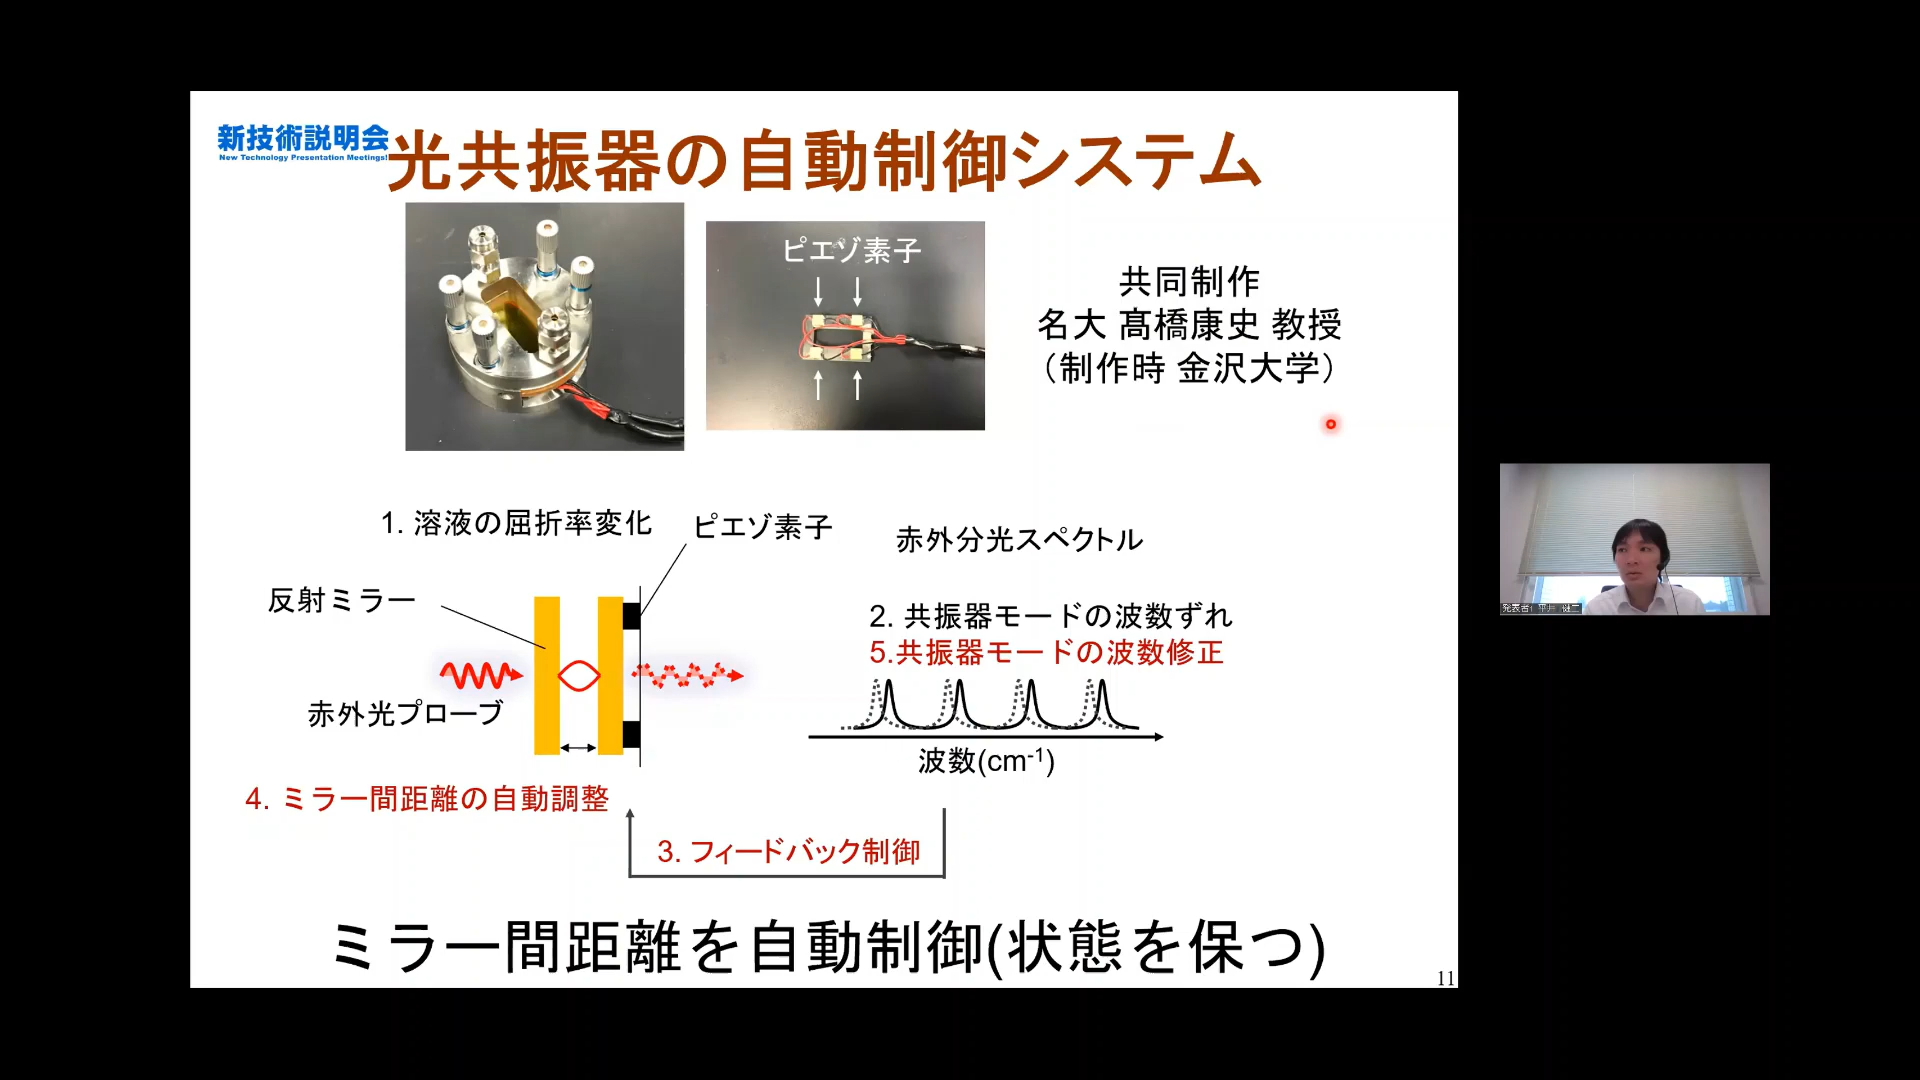 新技術説明会
New Technology Presentation Meetings!
光共振器の自動制御システム
ピエゾ素子
共同制作
名大 髙橋康史 教授
（制作時 金沢大学）
1. 溶液の屈折率変化
ピエゾ素子
反射ミラー
赤外光プローブ
4. ミラー間距離の自動調整
赤外分光スペクトル
2. 共振器モードの波数ずれ
5.共振器モードの波数修正
波数(cm-1)
3. フィードバック制御
ミラー間距離を自動制御(状態を保つ)
11
発表者 平井 健二